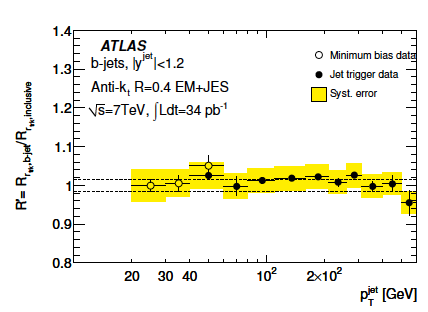 ATLAS
b-jets, |y^jet|<1.2
Anti-k_t R=0.4 EM+JES
√s=7TeV, ∫Ldt=34 pb^-1
Minimum bias data
Jet trigger data
Syst. error
R'= R_rtrk,b-jet/R_rtrk,inclusive
1.4
1.3
1.2
1.1
1
0.9
0.8
20 30 40 10^2 2×10^2
p_T^jet [GeV]